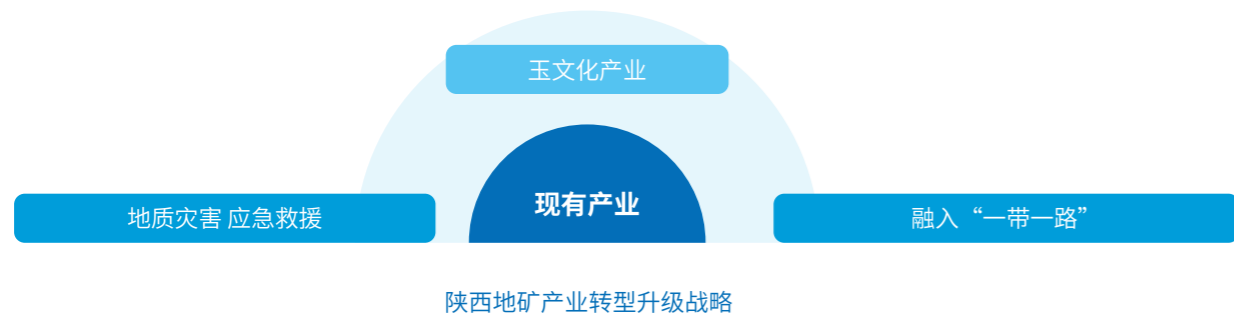 玉文化产业
现有产业
地质灾害 应急救援
融入“一带一路”
陕西地矿产业转型升级战略